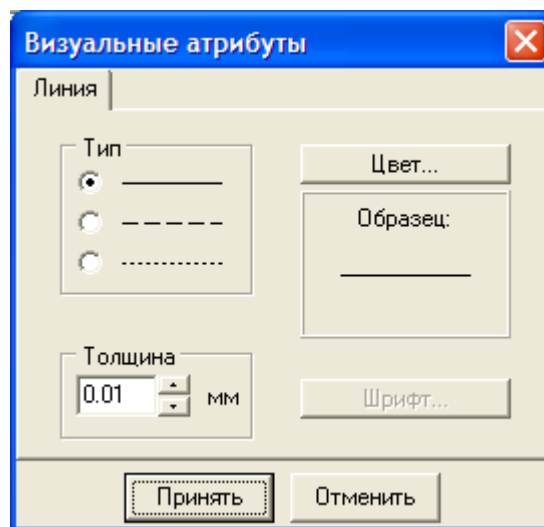 Визуальные атрибуты
Линия
Тип
Цвет...
Образец:
Толщина
0.01 мм
Шрифт...
Принять Отменить